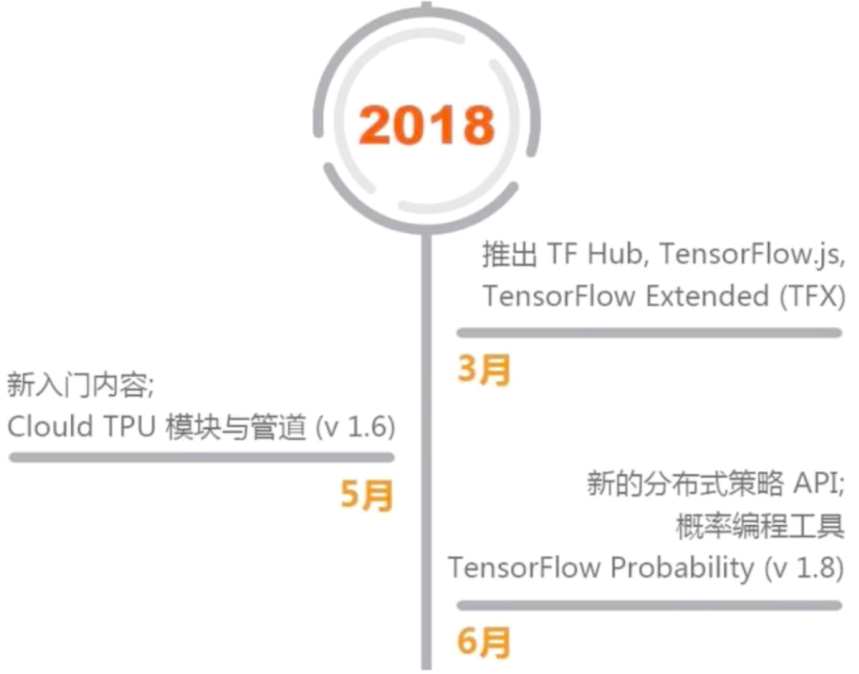 2018
推出 TF Hub, TensorFlow.js,
TensorFlow Extended (TFX)
3月
新入门内容;
Clould TPU 模块与管道 (v 1.6)
5月
新的分布式策略 API;
概率编程工具
TensorFlow Probability (v 1.8)
6月